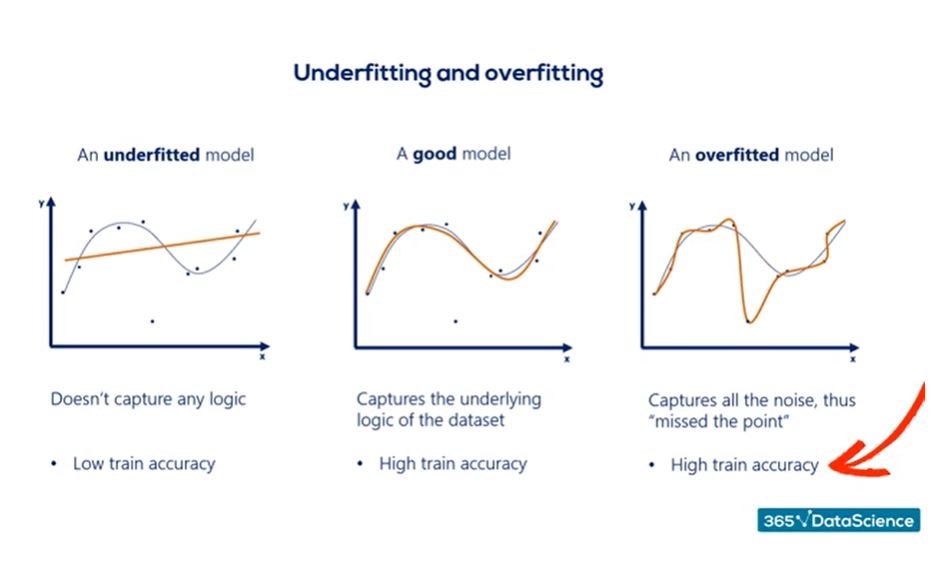 Underfitting and overfitting
An underfitted model
A good model
An overfitted model
y
x
y
x
y
x
Doesn't capture any logic
Captures the underlying
logic of the dataset
Captures all the noise, thus
“missed the point”
• Low train accuracy
• High train accuracy
• High train accuracy
365 DataScience